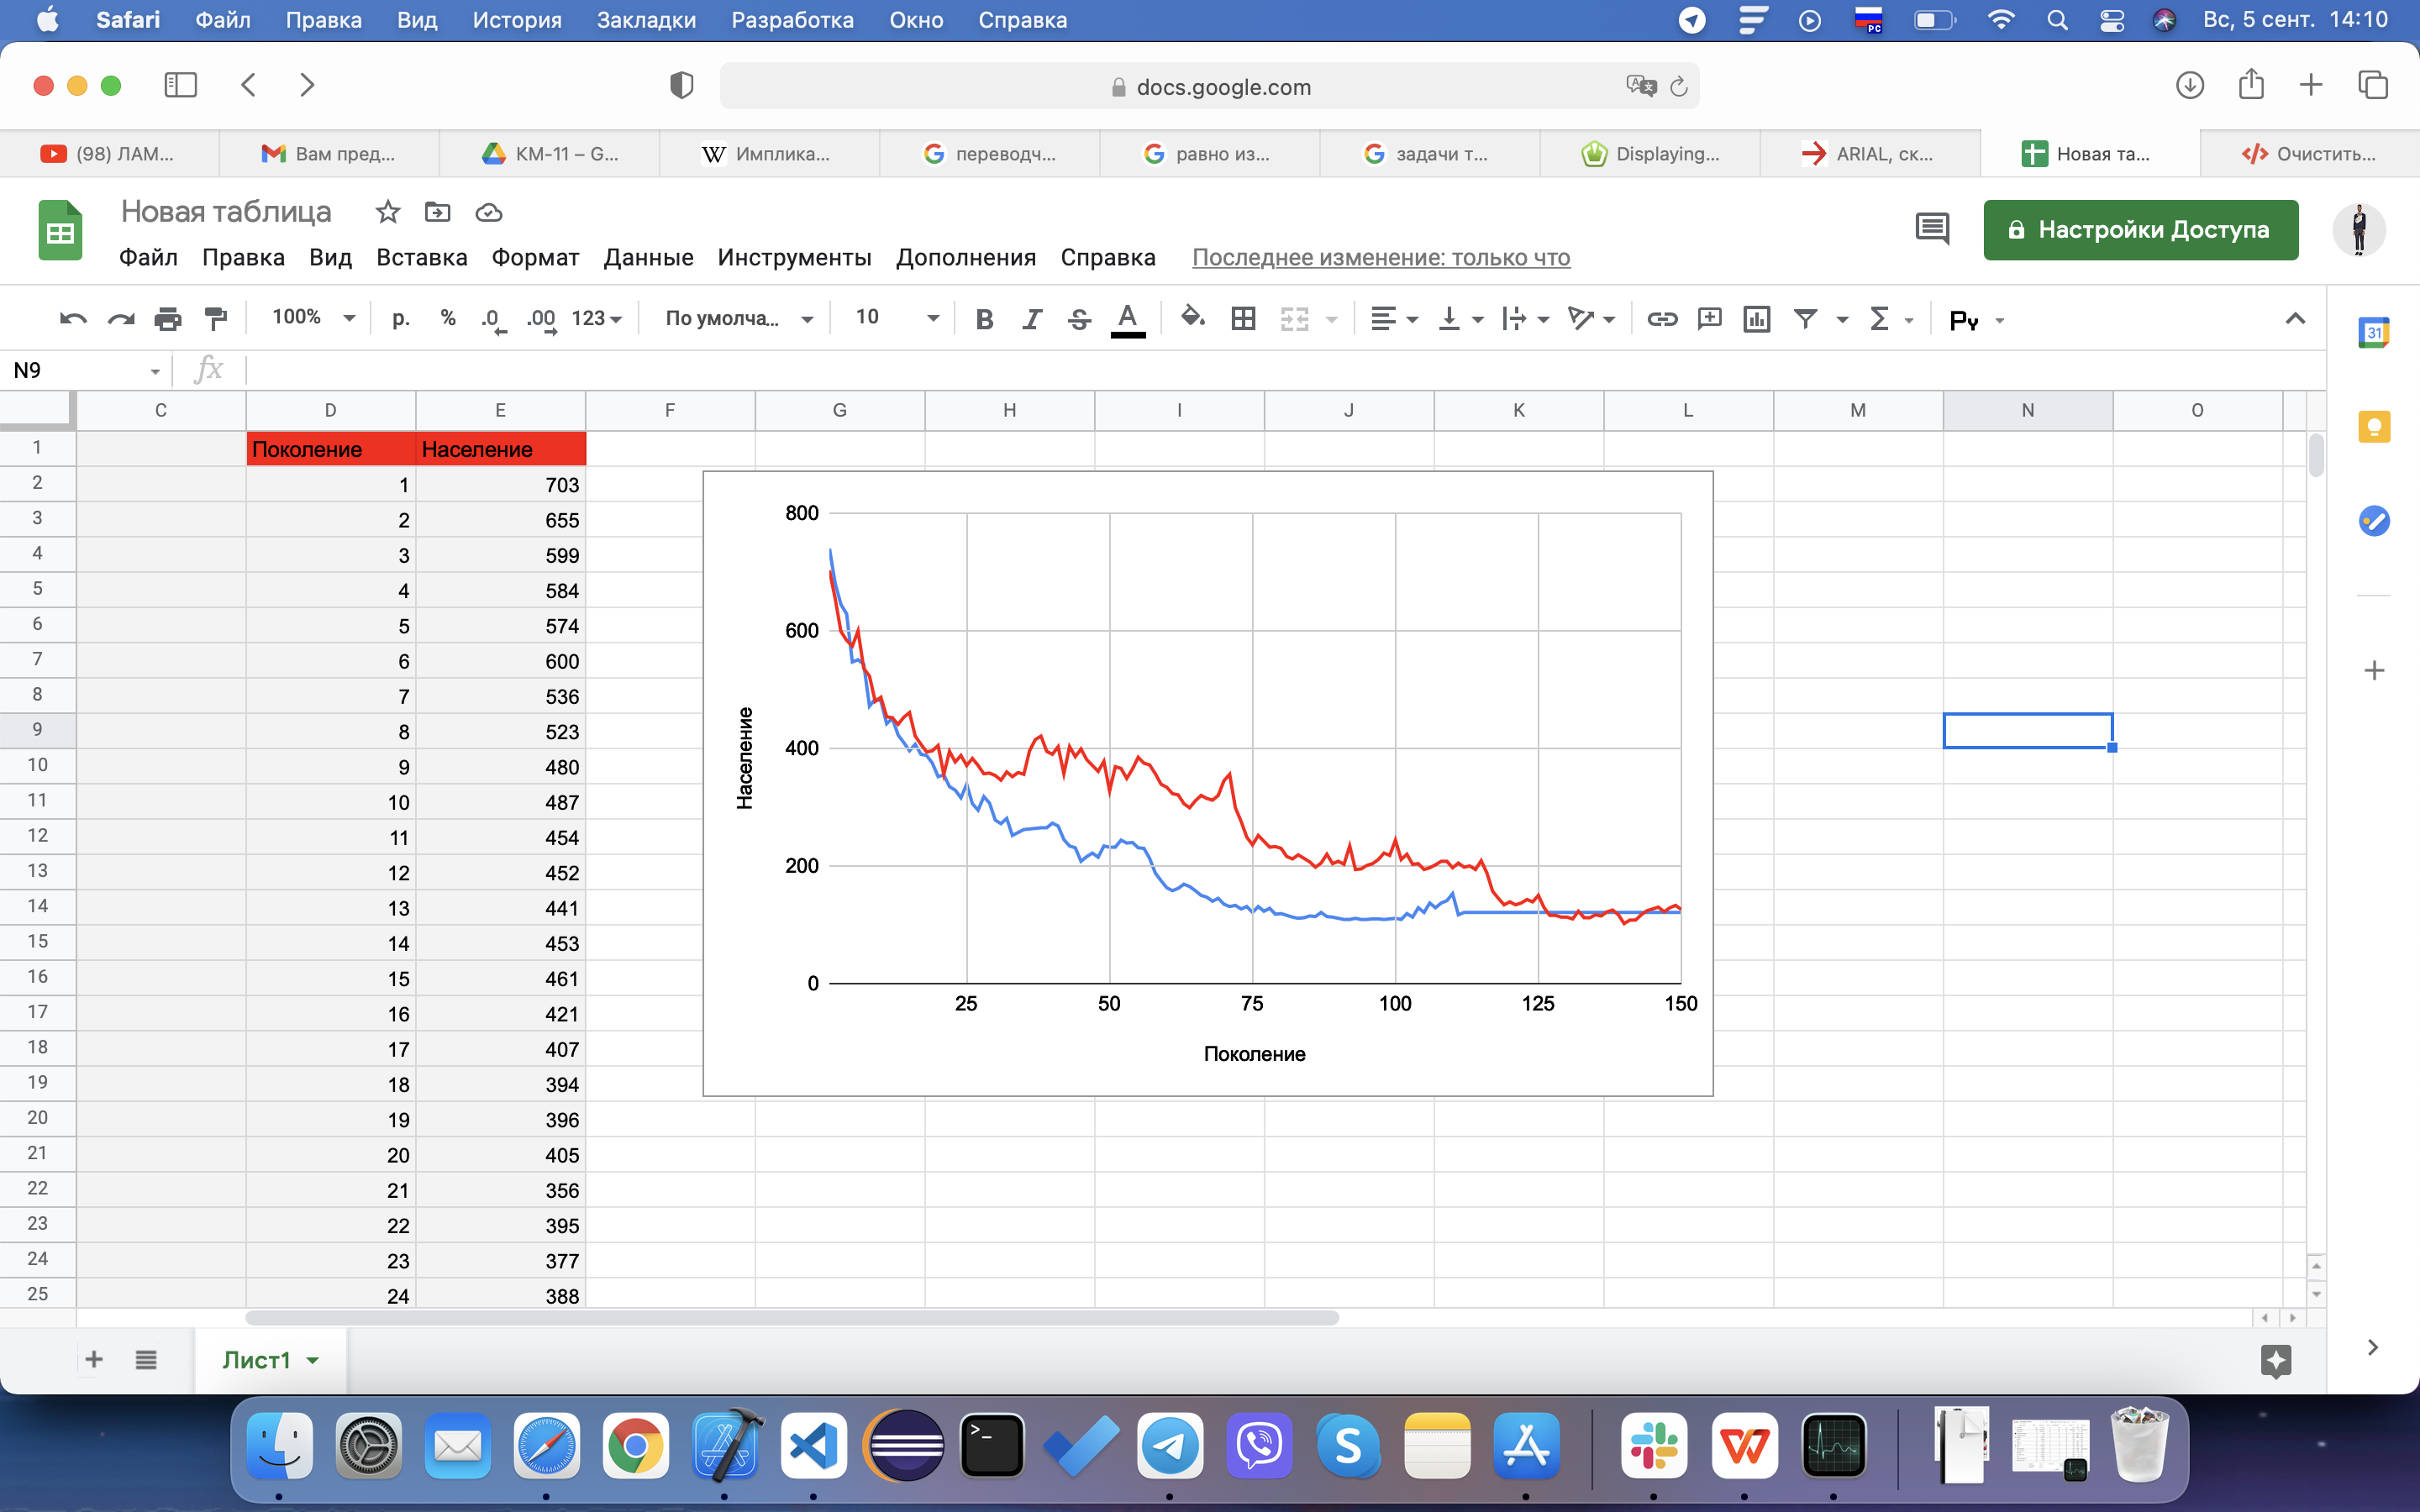 Safari Файл Правка Вид История Закладки Разработка Окно Справка РС Вс, 5 сент. 14:10
docs.google.com
(98) ЛАМ... Вам пред... КМ-11 – G... Имплика... переводч... равно из... задачи т... Displaying... ARIAL, ск... Новая та... Очистить...
Новая таблица
Настройки Доступа
Файл Правка Вид Вставка Формат Данные Инструменты Дополнения Справка Последнее изменение: только что
100% р. % .0 .00 123 По умолча... 10 B I S A Ру
31
N9 fx
C D E F G H I J K L M N O
1 Поколение Население
2 1 703
3 2 655
4 3 599
5 4 584
6 5 574
7 6 600
8 7 536
9 8 523
10 9 480
11 10 487
12 11 454
13 12 452
14 13 441
15 14 453
16 15 461
17 16 421
18 17 407
19 18 394
20 19 396
21 20 405
22 21 356
23 22 395
24 23 377
25 24 388
800
600
400
200
0
Население
25 50 75 100 125 150
Поколение
Лист1